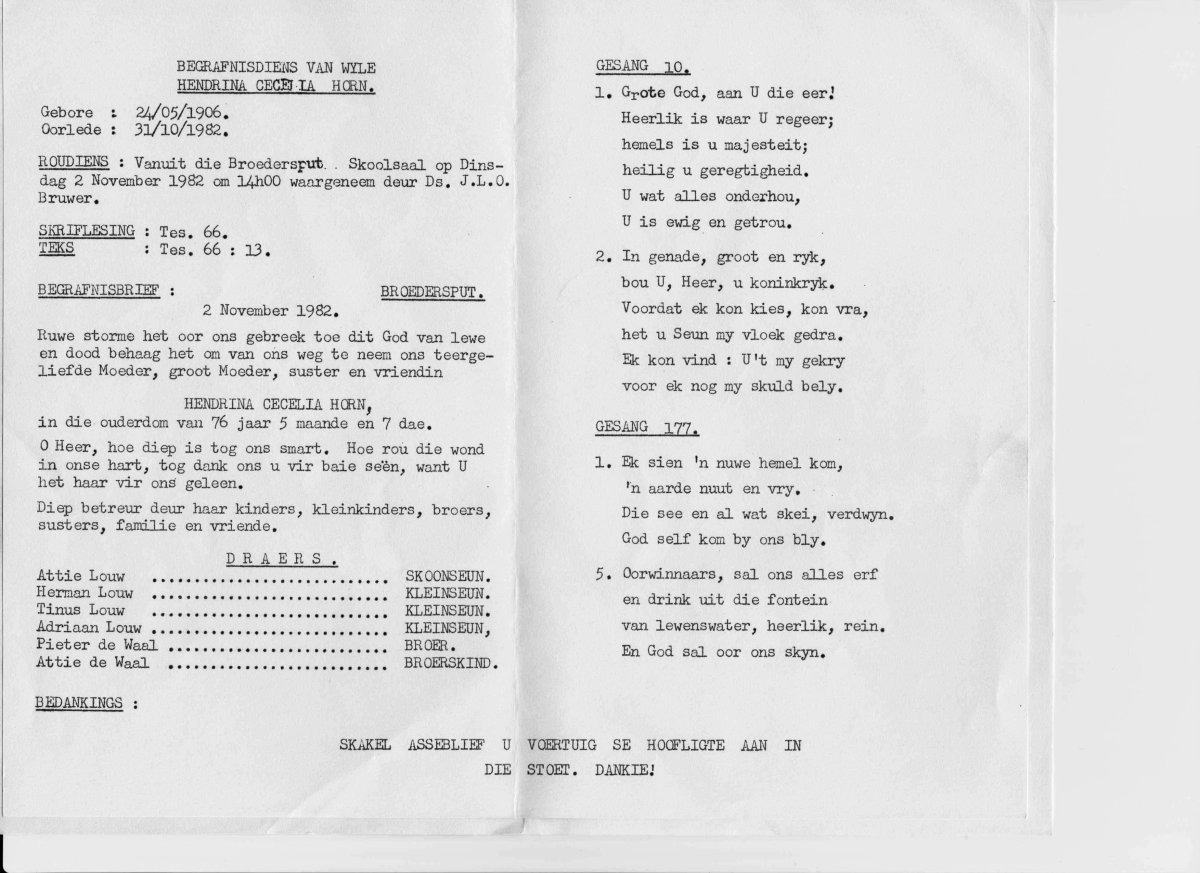 BEGRAFNISDIENS VAN WYLE
HENDRINA CECELIA HORN.
Gebore : 24/05/1906.
Oorlede : 31/10/1982.
ROUDIENS : Vanuit die Broedersput Skoolsaal op Dins-
dag 2 November 1982 om 14h00 waargeneem deur Ds. J.L.O.
Bruwer.
SKRIFLESING : Tes. 66.
TEKS : Tes. 66 : 13.
BEGRAFNISBRIEF : BROEDERSPUT.
2 November 1982.
Ruwe storme het oor ons gebreek toe dit God van lewe
en dood behaag het om van ons weg te neem ons teerge-
liefde Moeder, groot Moeder, suster en vriendin
HENDRINA CECELIA HORN,
in die ouderdom van 76 jaar 5 maande en 7 dae.
O Heer, hoe diep is tog ons smart. Hoe rou die wond
in onse hart, tog dank ons u vir baie seën, want U
het haar vir ons geleen.
Diep betreur deur haar kinders, kleinkinders, broers,
susters, familie en vriende.
D R A E R S .
Attie Louw ........................... SKOONSEUN.
Herman Louw ........................... KLEINSEUN.
Tinus Louw ........................... KLEINSEUN.
Adriaan Louw ........................... KLEINSEUN,
Pieter de Waal ......................... BROER.
Attie de Waal ......................... BROERSKIND.
BEDANKINGS :
GESANG 10.
1. Grote God, aan U die eer!
Heerlik is waar U regeer;
hemels is u majesteit;
heilig u geregtigheid.
U wat alles onderhou,
U is ewig en getrou.
2. In genade, groot en ryk,
bou U, Heer, u koninkryk.
Voordat ek kon kies, kon vra,
het u Seun my vloek gedra.
Ek kon vind : U't my gekry
voor ek nog my skuld bely.
GESANG 177.
1. Ek sien 'n nuwe hemel kom,
'n aarde nuut en vry.
Die see en al wat skei, verdwyn.
God self kom by ons bly.
5. Oorwinnaars, sal ons alles erf
en drink uit die fontein
van lewenswater, heerlik, rein.
En God sal oor ons skyn.
SKAKEL ASSEBLIEF U VOERTUIG SE HOOFLIGTE AAN IN
DIE STOET. DANKIE!